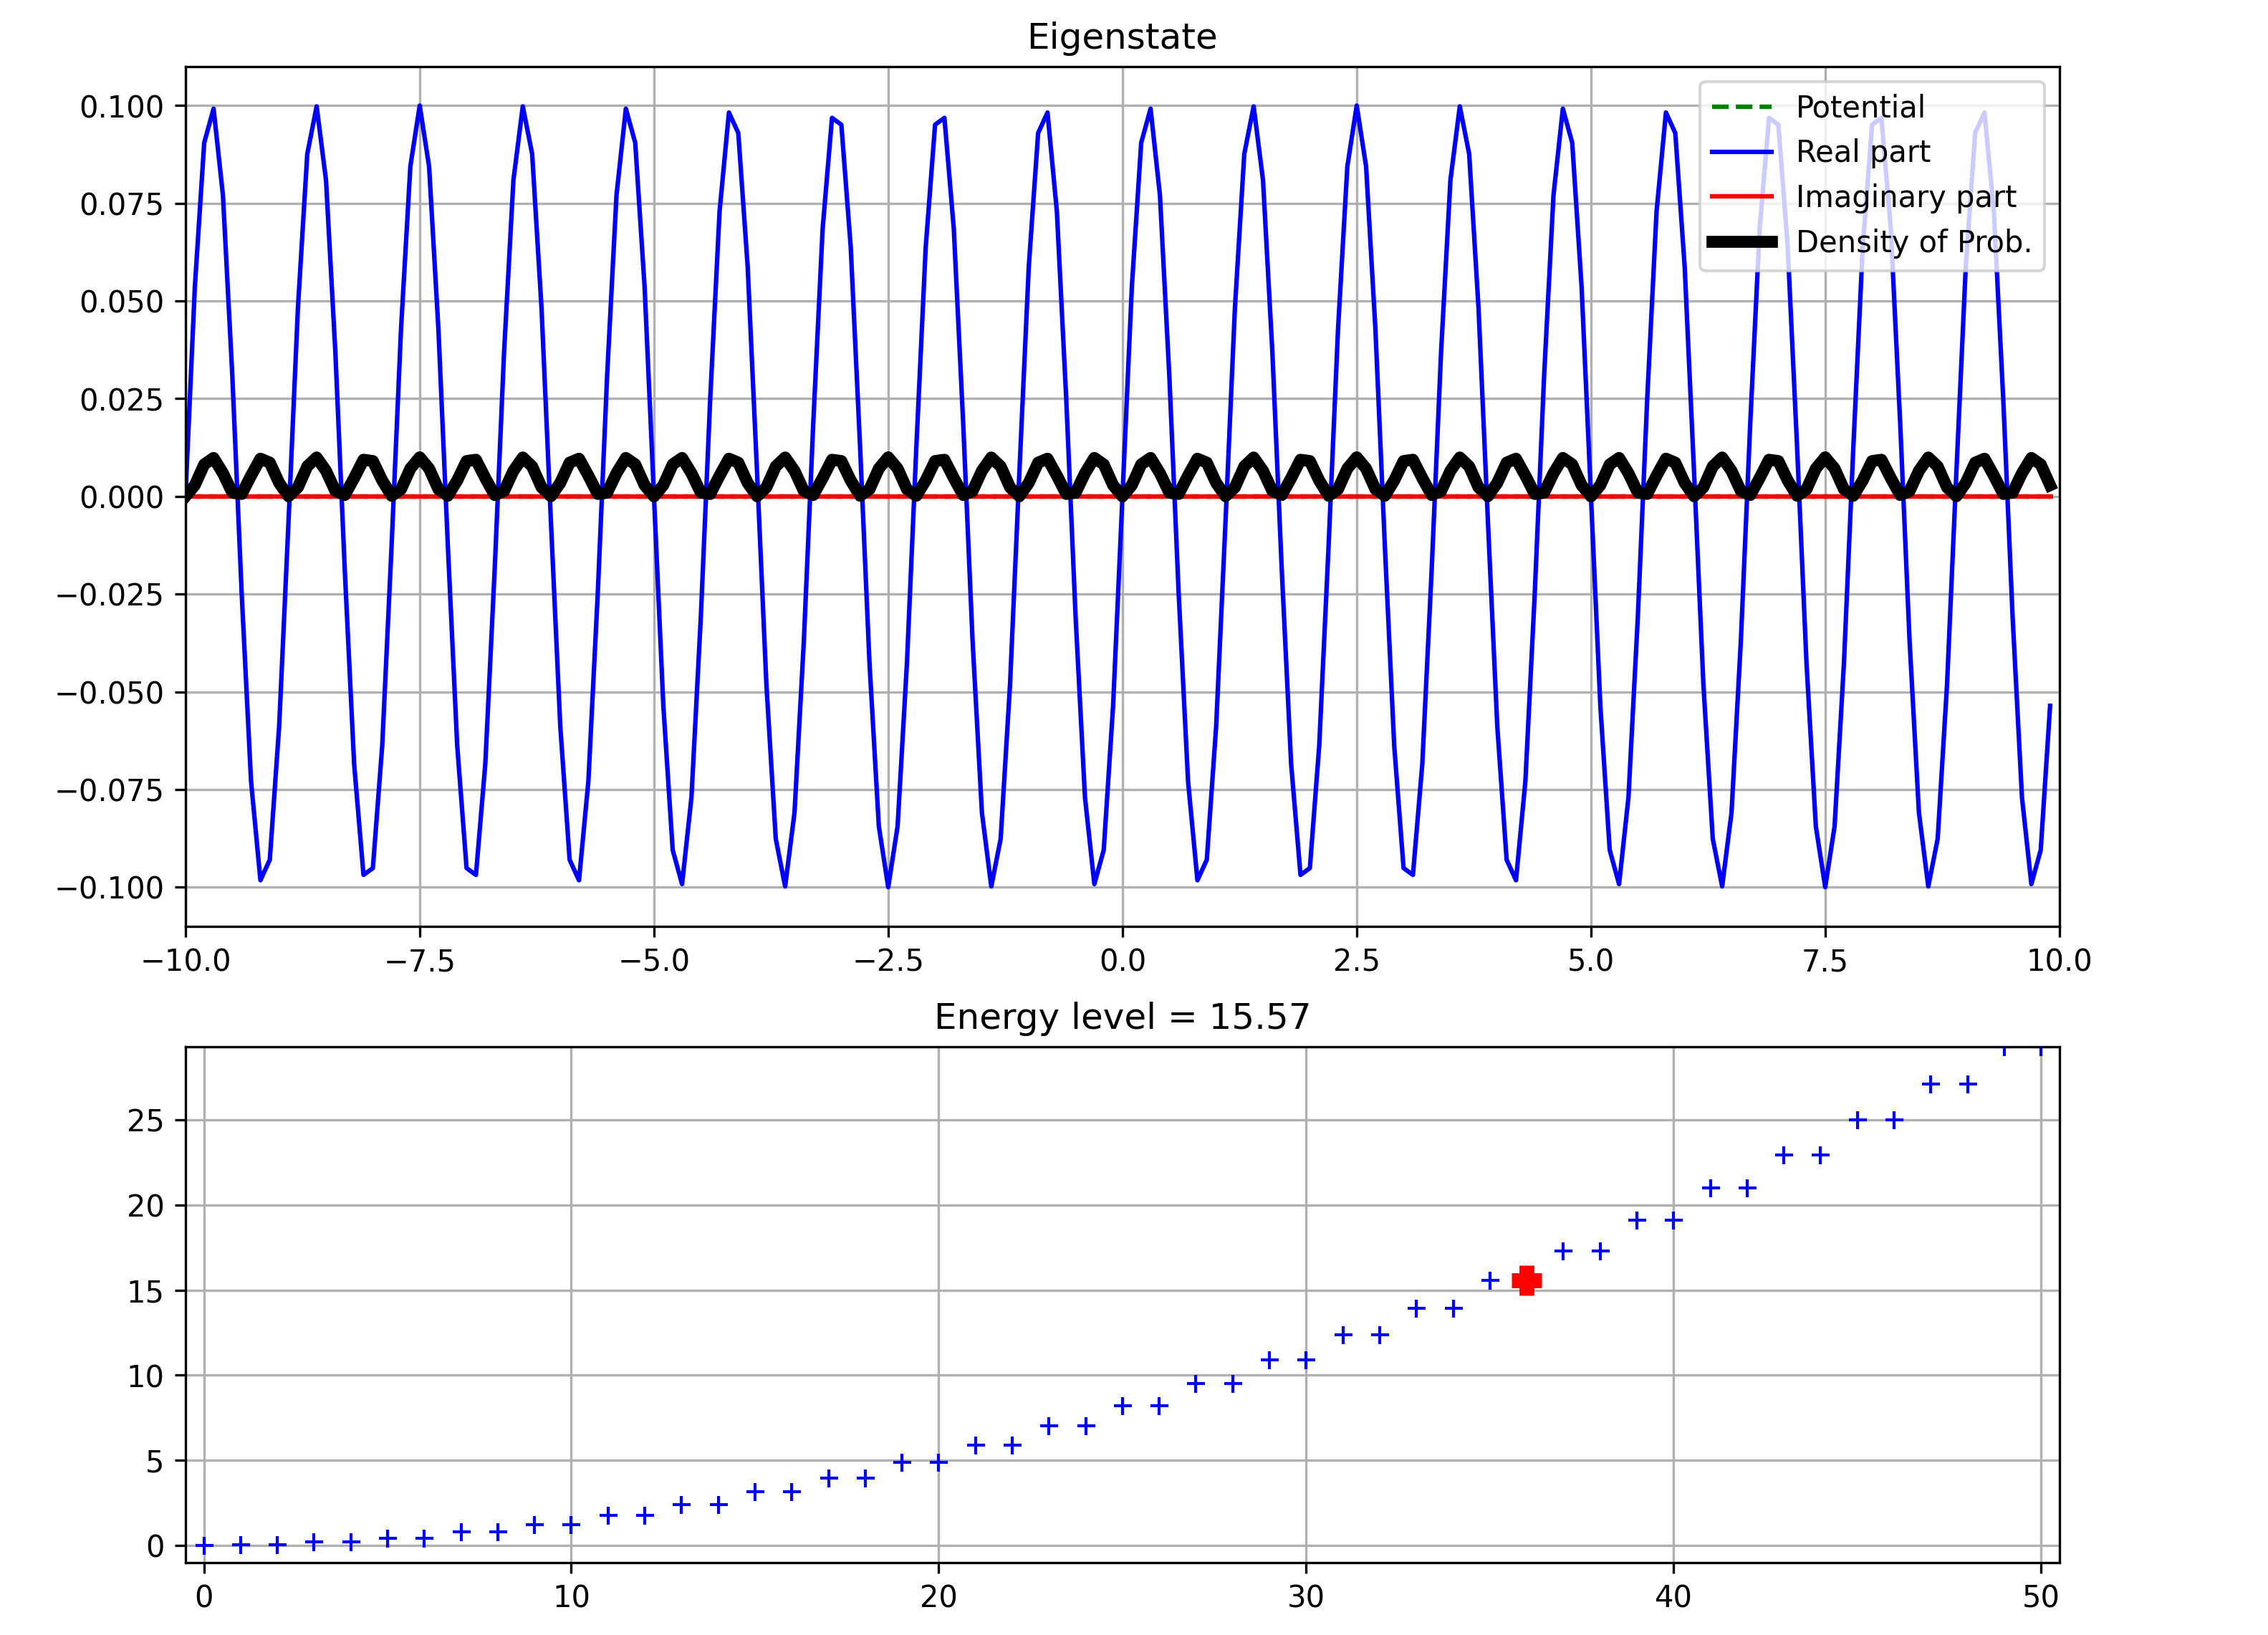 Eigenstate
0.100
0.075
0.050
0.025
0.000
−0.025
−0.050
−0.075
−0.100
Potential
Real part
Imaginary part
Density of Prob.
−10.0 −7.5 −5.0 −2.5 0.0 2.5 5.0 7.5 10.0
Energy level = 15.57
25
20
15
10
5
0
0 10 20 30 40 50